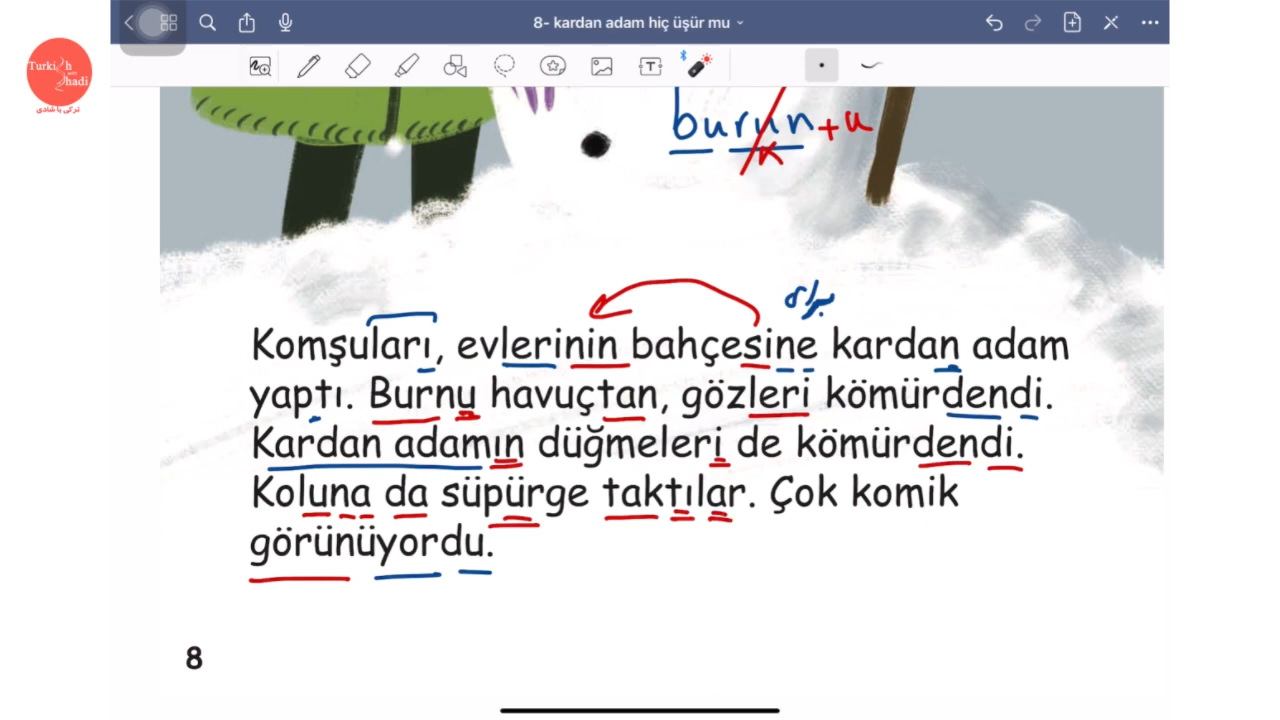 8- kardan adam hiç üşür mu
Turkish
with
Shadi
ترکی با شادی
T
burun+u
برای
Komşuları, evlerinin bahçesine kardan adam
yaptı. Burnu havuçtan, gözleri kömürdendi.
Kardan adamın düğmeleri de kömürdendi.
Koluna da süpürge taktılar. Çok komik
görünüyordu.
8